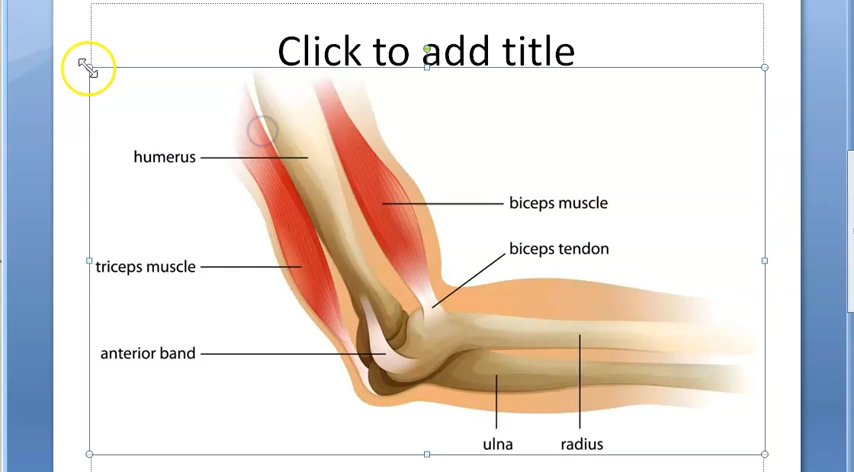 Click to add title
humerus
biceps muscle
biceps tendon
triceps muscle
anterior band
ulna
radius